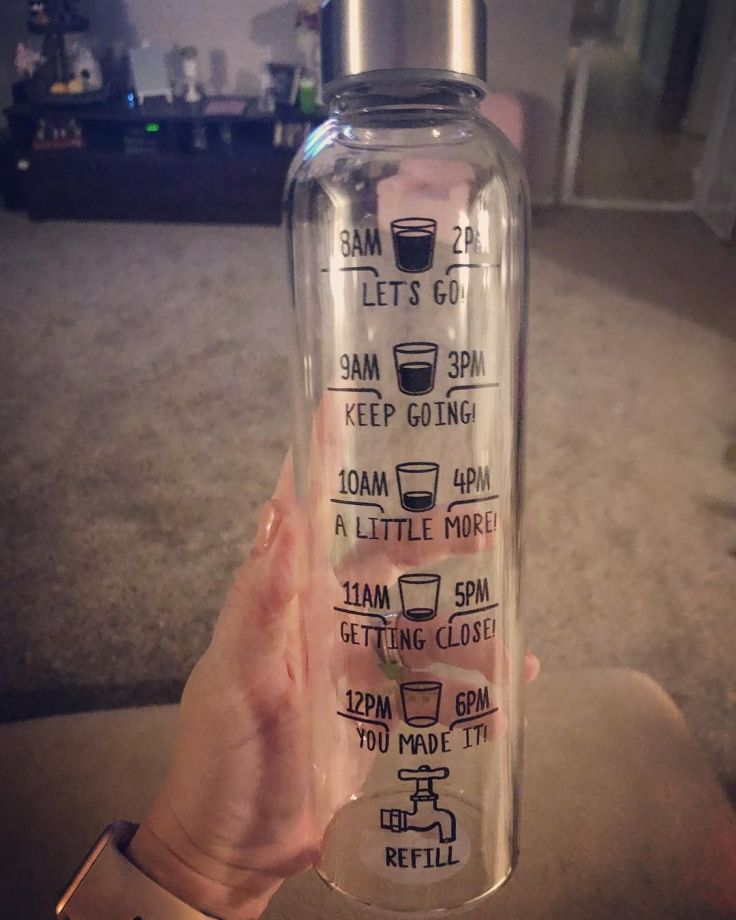 8AM 2PM
LET'S GO!
9AM 3PM
KEEP GOING!
10AM 4PM
A LITTLE MORE!
11AM 5PM
GETTING CLOSE!
12PM 6PM
YOU MADE IT!
REFILL